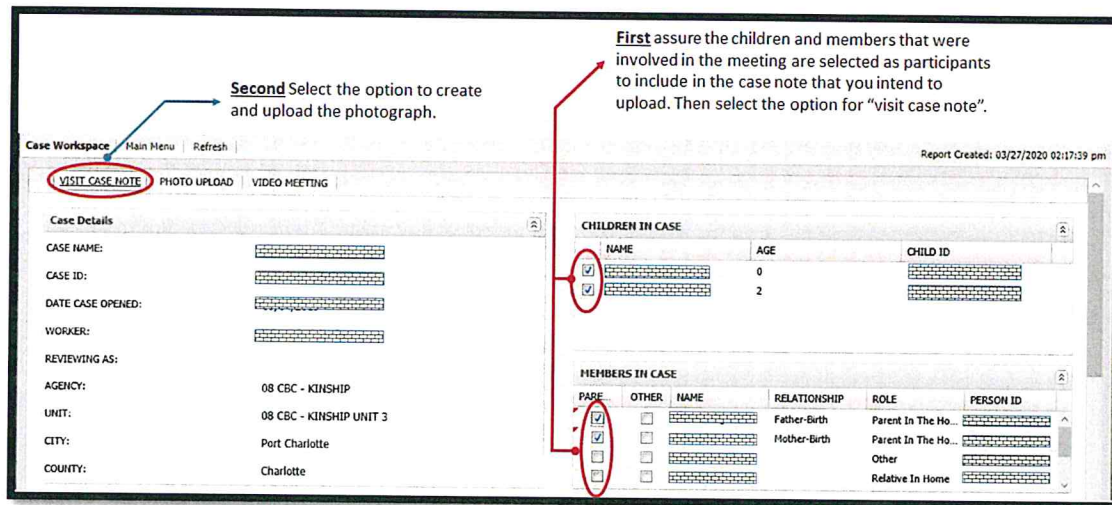 First assure the children and members that were
involved in the meeting are selected as participants
to include in the case note that you intend to
upload. Then select the option for “visit case note”.
Second Select the option to create
and upload the photograph.
Case Workspace | Main Menu | Refresh |
Report Created: 03/27/2020 02:17:39 pm
VISIT CASE NOTE | PHOTO UPLOAD | VIDEO MEETING
Case Details
CASE NAME:
CASE ID:
DATE CASE OPENED:
WORKER:
REVIEWING AS:
AGENCY: 08 CBC - KINSHIP
UNIT: 08 CBC - KINSHIP UNIT 3
CITY: Port Charlotte
COUNTY: Charlotte
CHILDREN IN CASE
NAME AGE CHILD ID
0
2
MEMBERS IN CASE
PARE... OTHER NAME RELATIONSHIP ROLE PERSON ID
Father-Birth Parent In The Ho...
Mother-Birth Parent In The Ho...
Other
Relative In Home